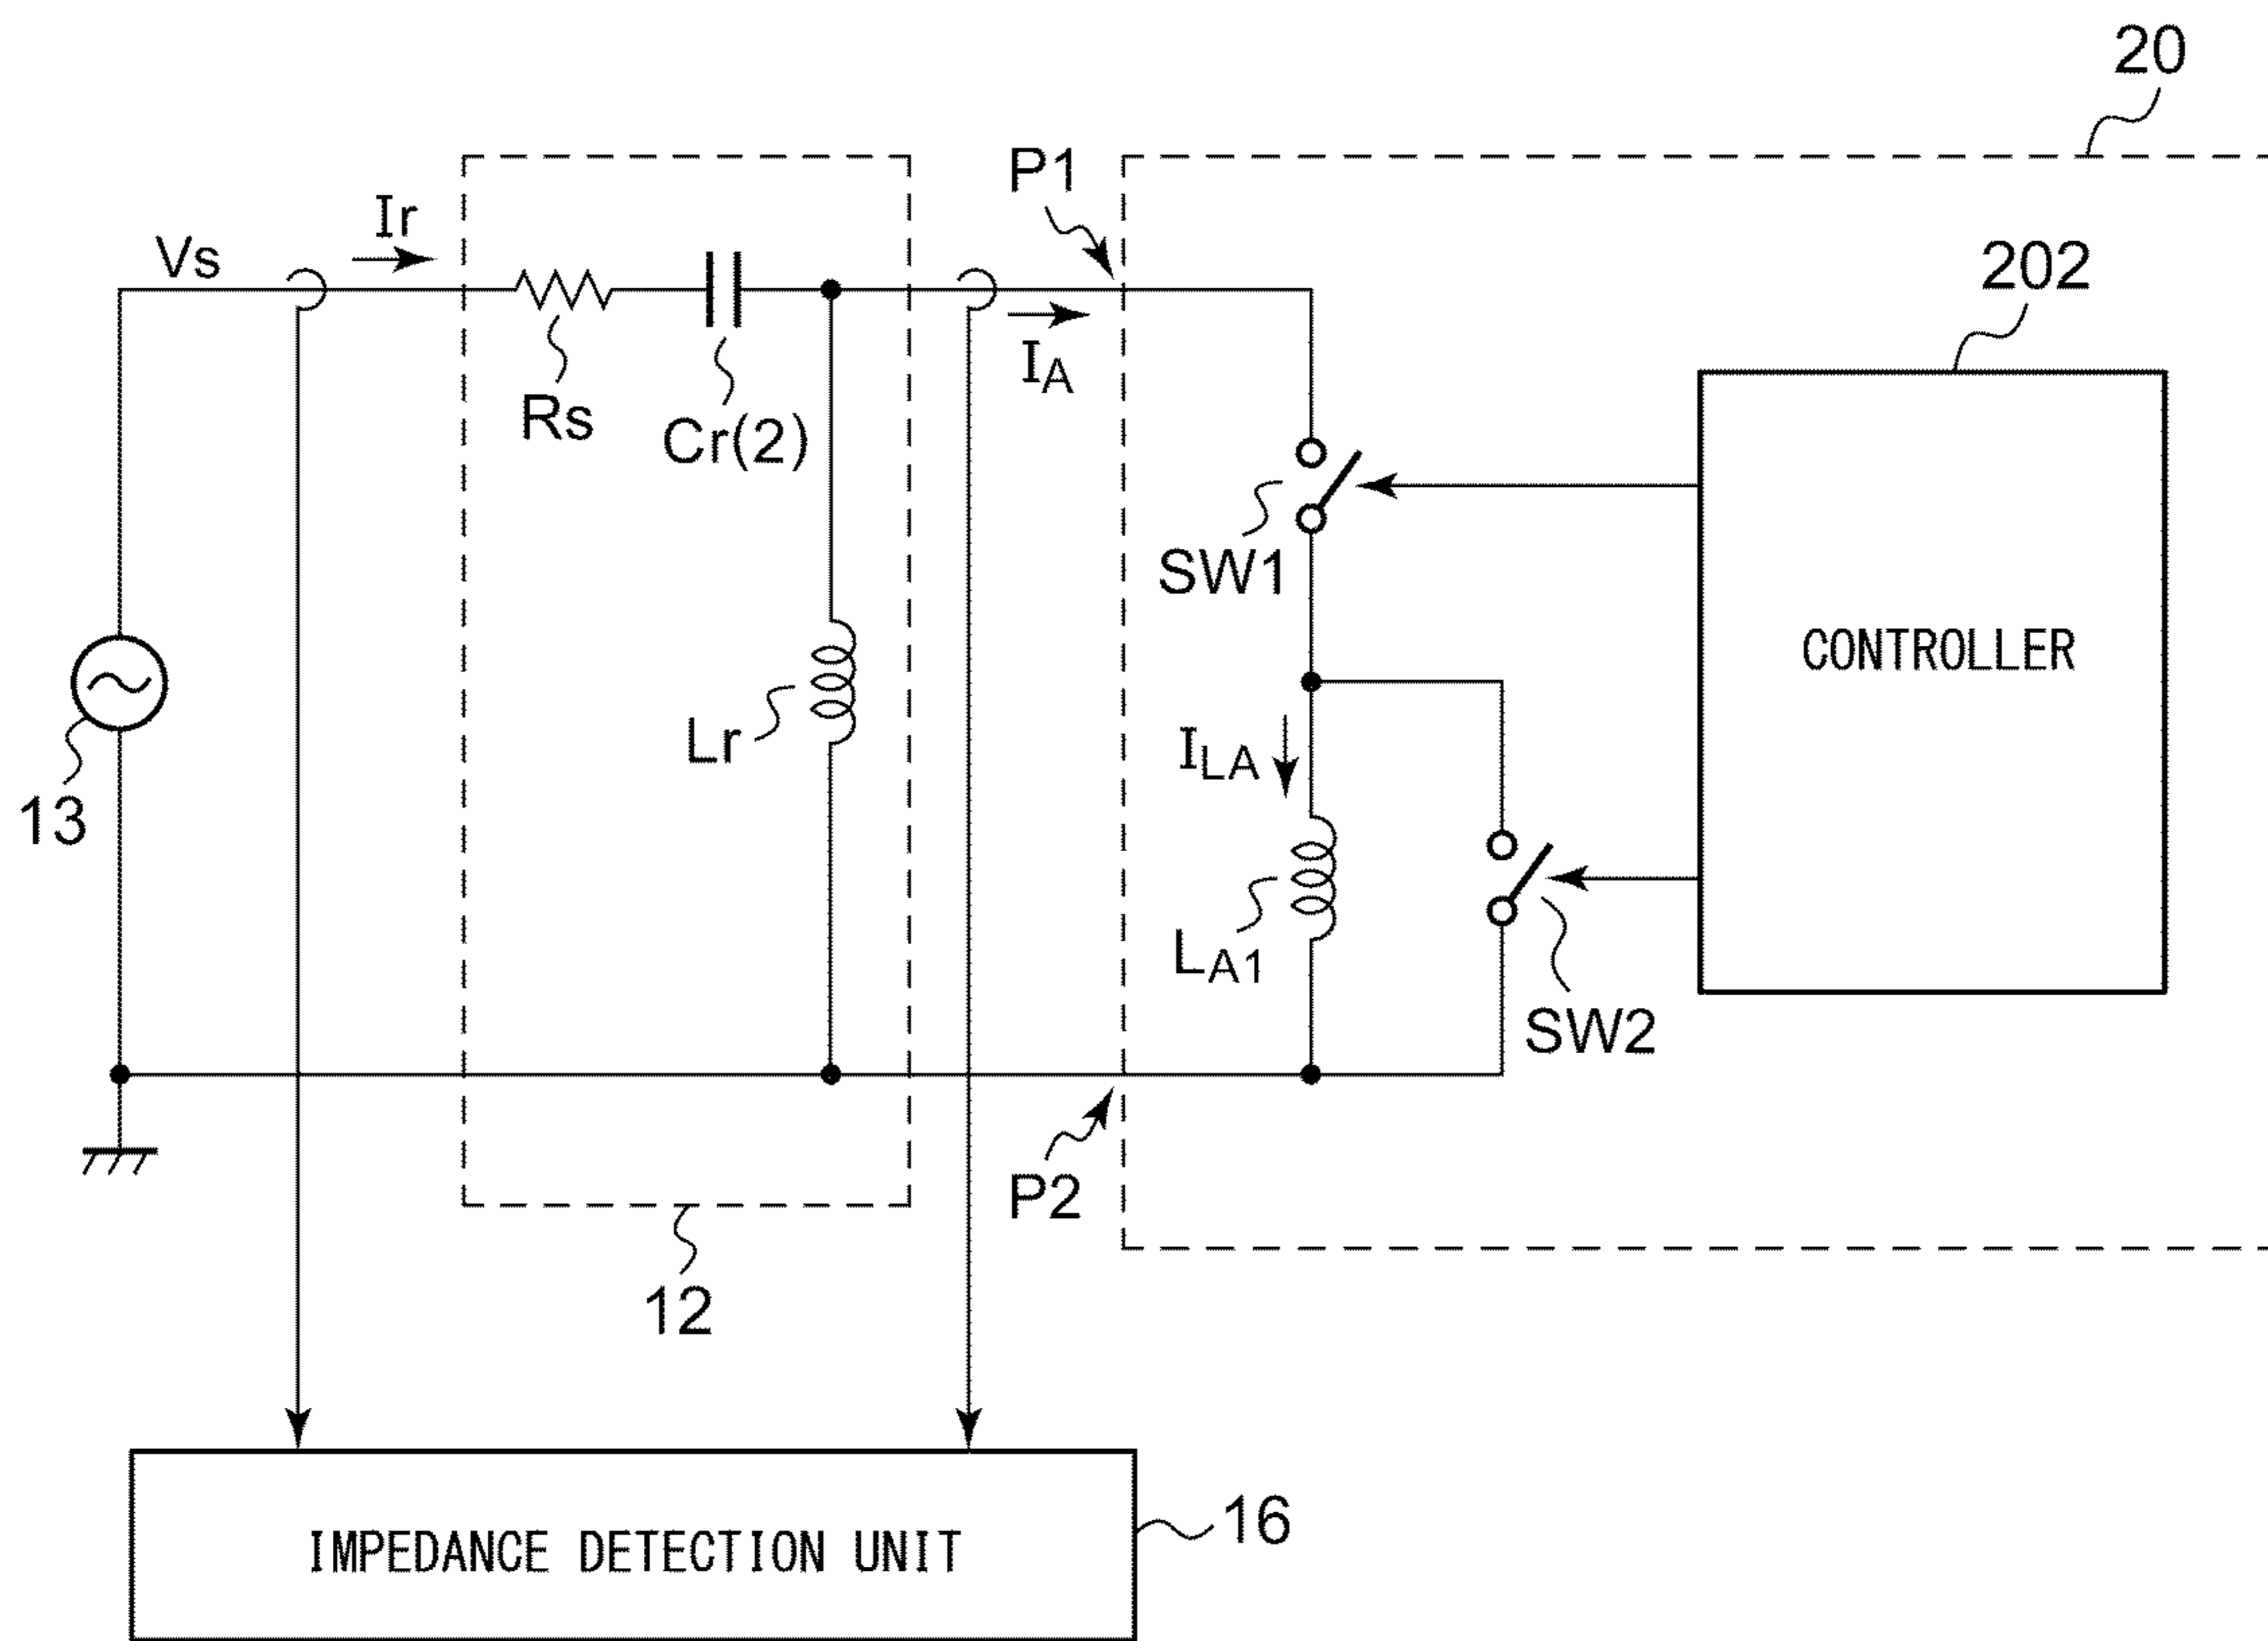 20
P1
Ir
Vs
202
IA
Rs
Cr(2)
SW1
CONTROLLER
Lr
ILA
13
LA1
SW2
P2
12
16
IMPEDANCE DETECTION UNIT